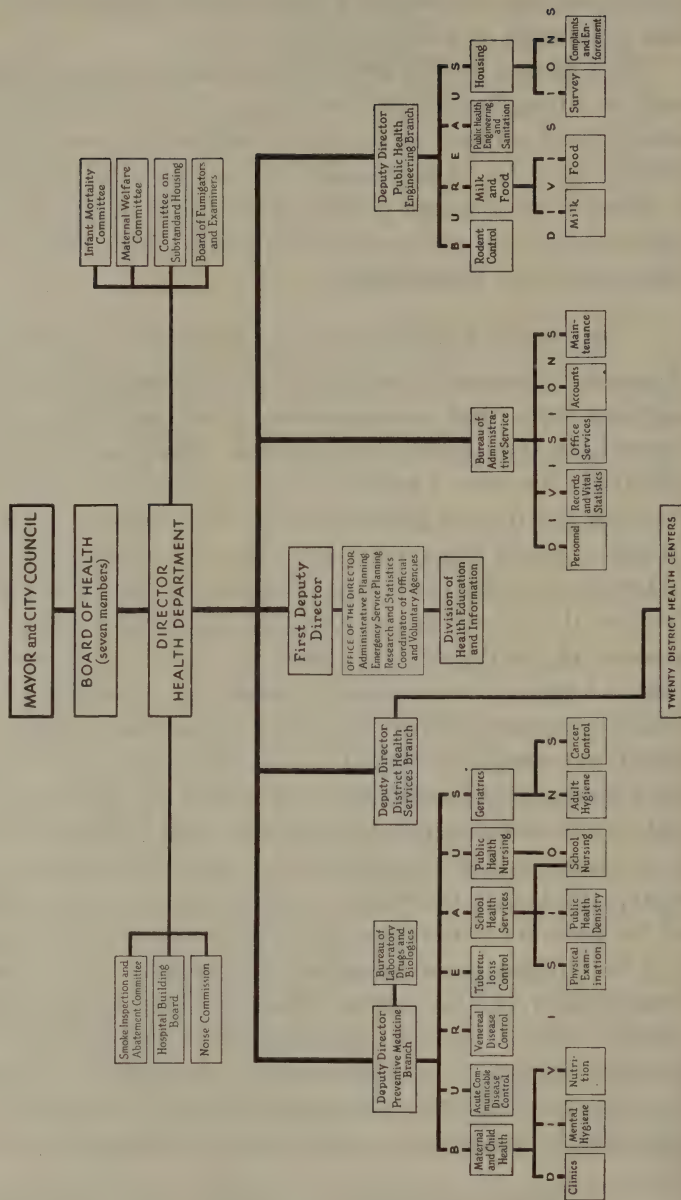 MAYOR and CITY COUNCIL
BOARD OF HEALTH
(seven members)
DIRECTOR
HEALTH DEPARTMENT
Smoke Inspection and
Abatement Committee
Hospital Building
Board
Noise Commission
Infant Mortality
Committee
Maternal Welfare
Committee
Committee on
Substandard Housing
Board of Fumigators
and Examiners
First Deputy
Director
OFFICE OF THE DIRECTOR
Administrative Planning
Emergency Service Planning
Research and Statistics
Coordinator of Official
and Voluntary Agencies
Division of
Health Education
and Information
Deputy Director
Preventive Medicine
Branch
Bureau of
Laboratory
Drugs and
Biologics
Deputy Director
District Health
Services Branch
Bureau of
Administra-
tive Service
Deputy Director
Public Health
Engineering Branch
B U R E A U S
Maternal
and Child
Health
Acute Com-
municable
Disease
Control
Venereal
Disease
Control
Tubercu-
losis
Control
School
Health
Services
Public
Health
Nursing
Geriatrics
D I V I S I O N S
Clinics
Mental
Hygiene
Nutri-
tion
Physical
Exam-
ination
Public
Health
Denistry
School
Nursing
Adult
Hygiene
Cancer
Control
D I V I S I O N S
Personnel
Records
and Vital
Statistics
Office
Services
Accounts
Main-
tenance
B U R E A U S
Rodent
Control
Milk
and
Food
Public Health
Engineering
and
Sanitation
Housing
D I V I S I O N S
Milk
Food
Survey
Complaints
and En-
forcement
TWENTY DISTRICT HEALTH CENTERS